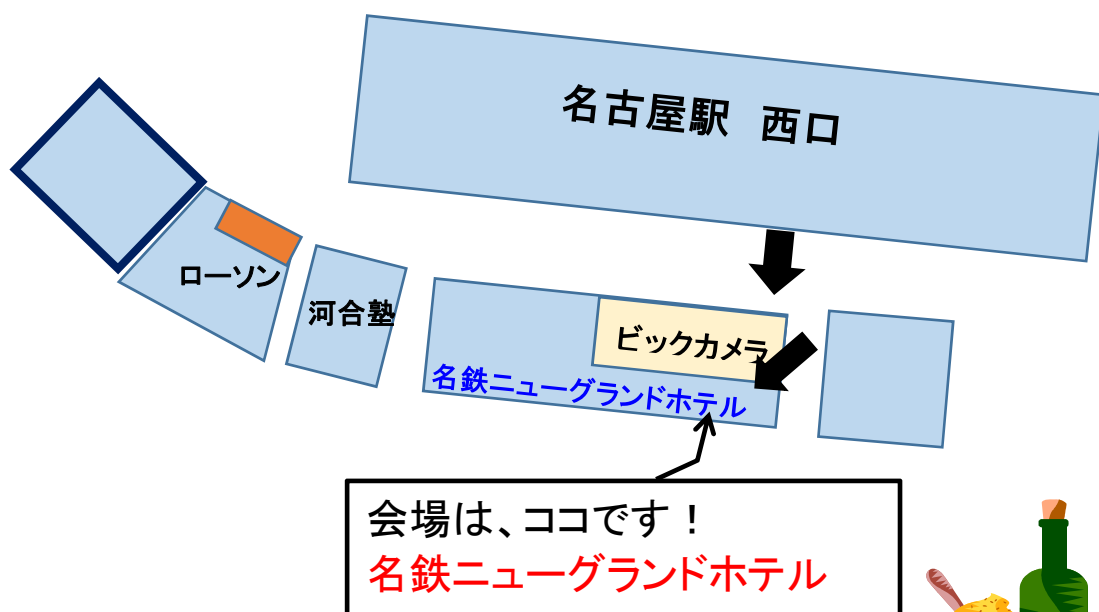 名古屋駅　西口
ローソン
河合塾
ビックカメラ
名鉄ニューグランドホテル
会場は、ココです！
名鉄ニューグランドホテル